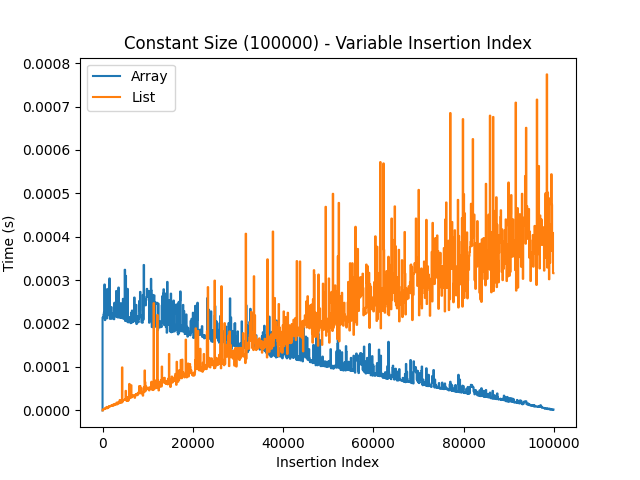 Constant Size (100000) - Variable Insertion Index
Array
List
0.0008
0.0007
0.0006
0.0005
0.0004
0.0003
0.0002
0.0001
0.0000
Time (s)
0 20000 40000 60000 80000 100000
Insertion Index